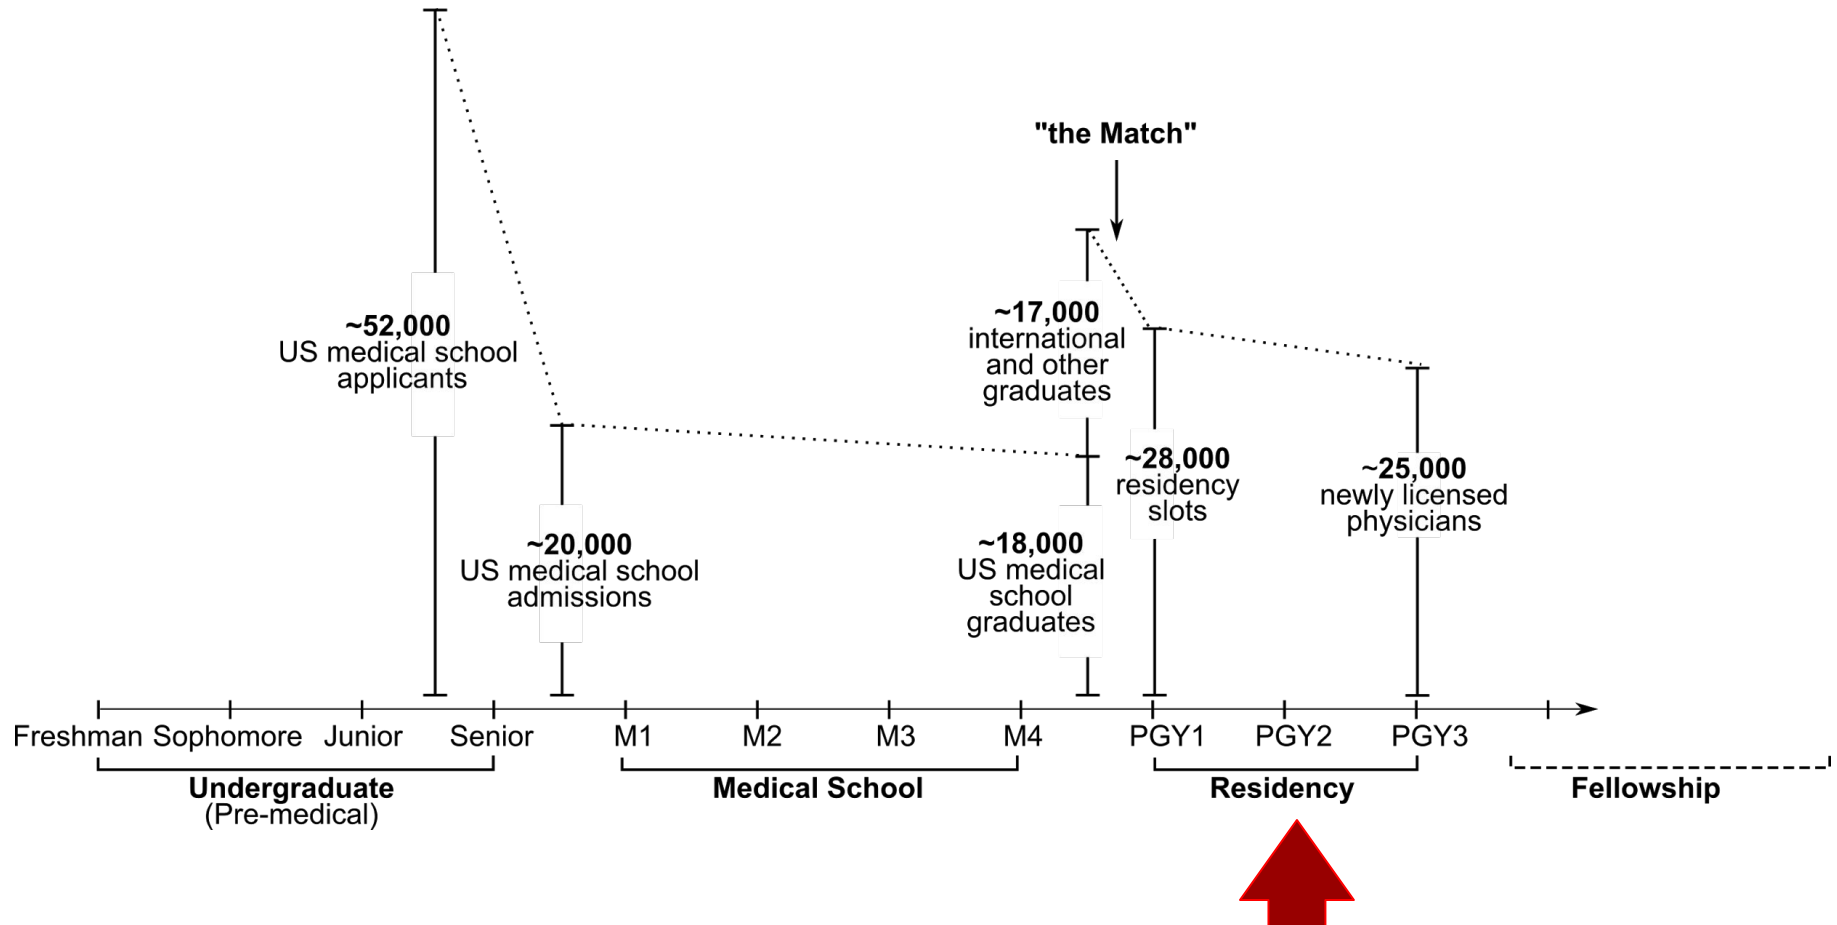 "the Match"
~52,000
US medical school
applicants
~20,000
US medical school
admissions
~17,000
international
and other
graduates
~18,000
US medical
school
graduates
~28,000
residency
slots
~25,000
newly licensed
physicians
Freshman Sophomore Junior Senior M1 M2 M3 M4 PGY1 PGY2 PGY3
Undergraduate Medical School Residency Fellowship
(Pre-medical)